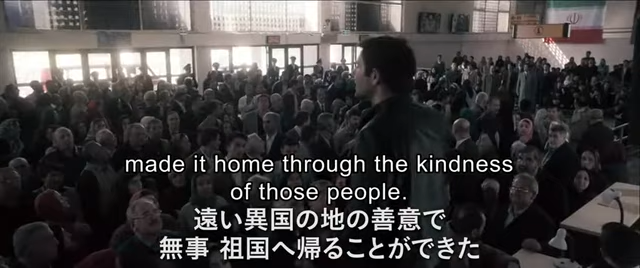 made it home through the kindness
of those people.
遠い異国の地の善意で
無事 祖国へ帰ることができた